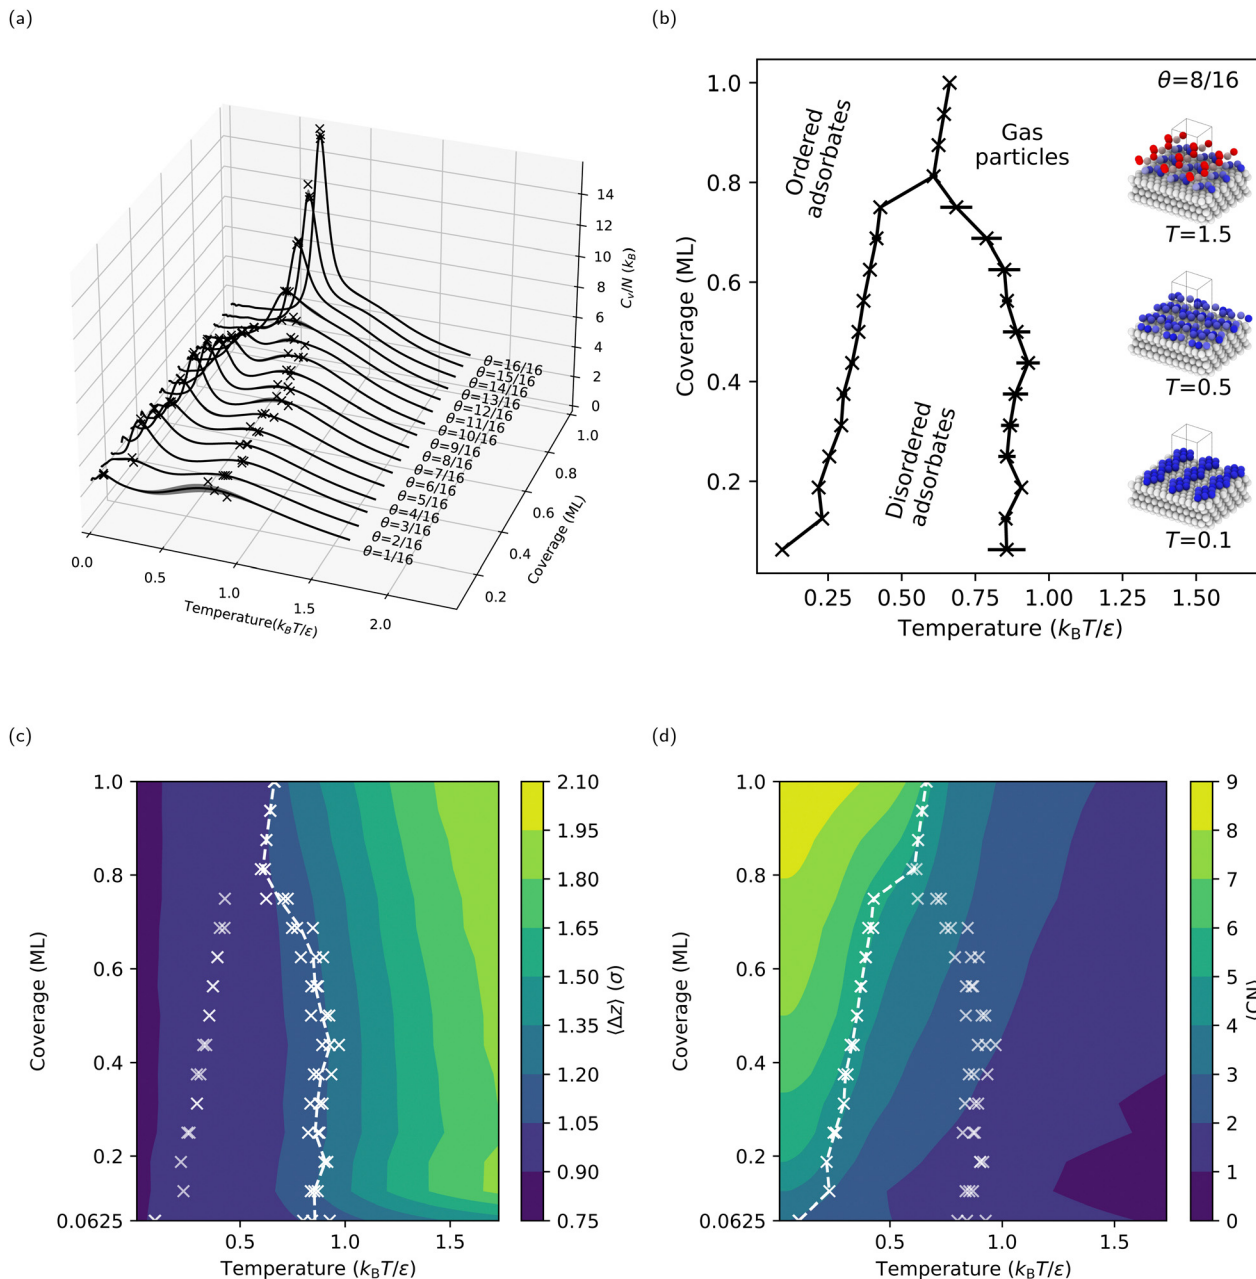 (a)
14
12
10
8
6
4
2
0
Cᵥ/N (k_B)
θ=16/16
θ=15/16
θ=14/16
θ=13/16
θ=12/16
θ=11/16
θ=10/16
θ=9/16
θ=8/16
θ=7/16
θ=6/16
θ=5/16
θ=4/16
θ=3/16
θ=2/16
θ=1/16
1.0
0.8
0.6
0.4
0.2
Coverage (ML)
0.0
0.5
1.0
1.5
2.0
Temperature(k_BT/ε)
(b)
1.0
0.8
0.6
0.4
0.2
Coverage (ML)
Ordered
adsorbates
Gas
particles
Disordered
adsorbates
θ=8/16
T=1.5
T=0.5
T=0.1
0.25 0.50 0.75 1.00 1.25 1.50
Temperature (k_BT/ε)
(c)
1.0
0.8
0.6
0.4
0.2
0.0625
Coverage (ML)
0.5 1.0 1.5
Temperature (k_BT/ε)
2.10
1.95
1.80
1.65
1.50
1.35
1.20
1.05
0.90
0.75
⟨Δz⟩ (σ)
(d)
1.0
0.8
0.6
0.4
0.2
0.0625
Coverage (ML)
0.5 1.0 1.5
Temperature (k_BT/ε)
9
8
7
6
5
4
3
2
1
0